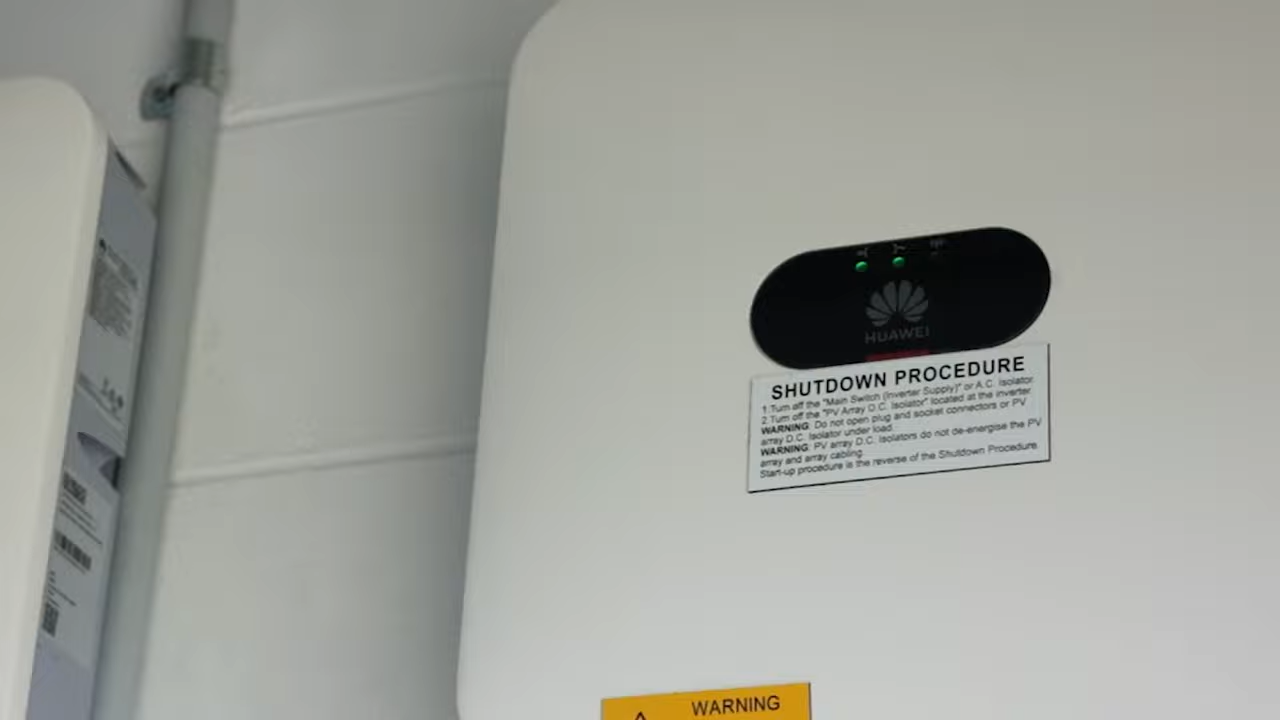 HUAWEI
SHUTDOWN PROCEDURE
1.Turn off the "Main Switch (Inverter Supply)" or A.C. Isolator.
2.Turn off the "PV Array D.C. Isolator" located at the inverter.
WARNING: Do not open plug and socket connectors or PV
array D.C. Isolator under load.
WARNING: PV array D.C. Isolators do not de-energise the PV
array and array cabling.
Start-up procedure is the reverse of the Shutdown Procedure.
WARNING